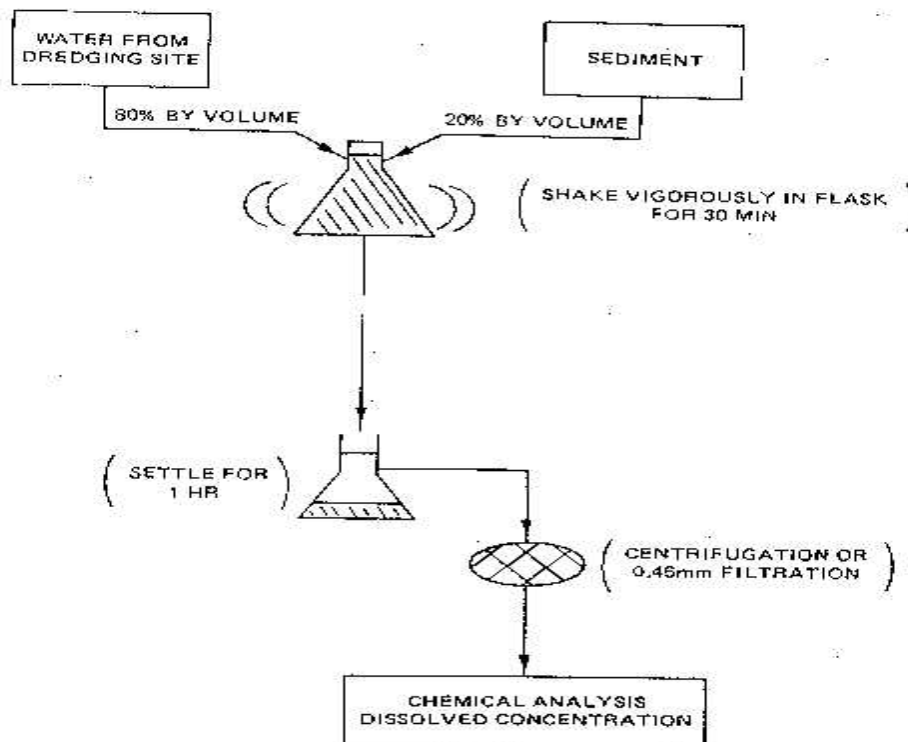 WATER FROM
DREDGING SITE
SEDIMENT
80% BY VOLUME
20% BY VOLUME
SHAKE VIGOROUSLY IN FLASK
FOR 30 MIN
SETTLE FOR
1 HR
CENTRIFUGATION OR
0.45mm FILTRATION
CHEMICAL ANALYSIS
DISSOLVED CONCENTRATION